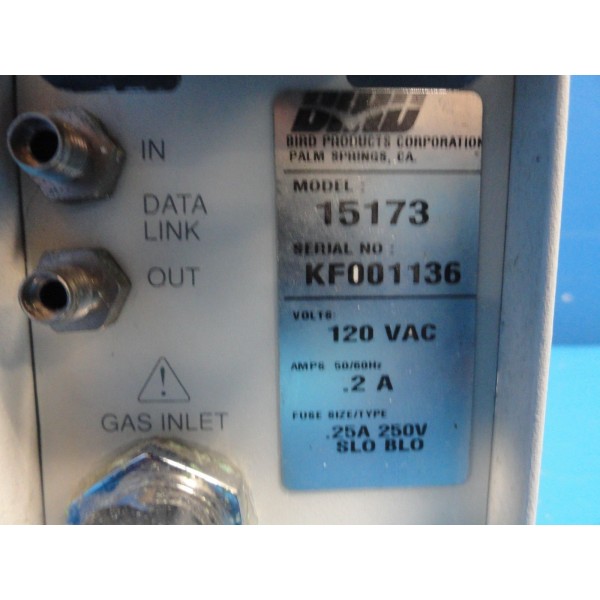 IN
DATA
LINK
OUT
GAS INLET
BIRD
BIRD PRODUCTS CORPORATION
PALM SPRINGS, CA.
MODEL :
15173
SERIAL NO :
KF001136
VOLTS:
120 VAC
AMPS 50/60Hz
.2 A
FUSE SIZE/TYPE
.25A 250V
SLO BLO